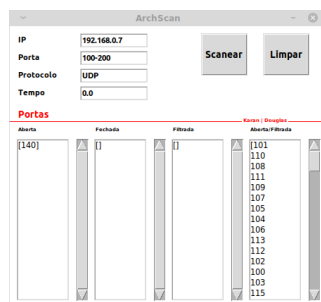 ArchScan
IP 192.168.0.7
Porta 100-200
Protocolo UDP
Tempo 0.0
Scanear Limpar
Portas
Karan | Douglas
Aberta Fechada Filtrada Aberta/Filtrada
[140] [] [] [101
110
108
111
109
107
105
104
106
113
112
102
100
103
115